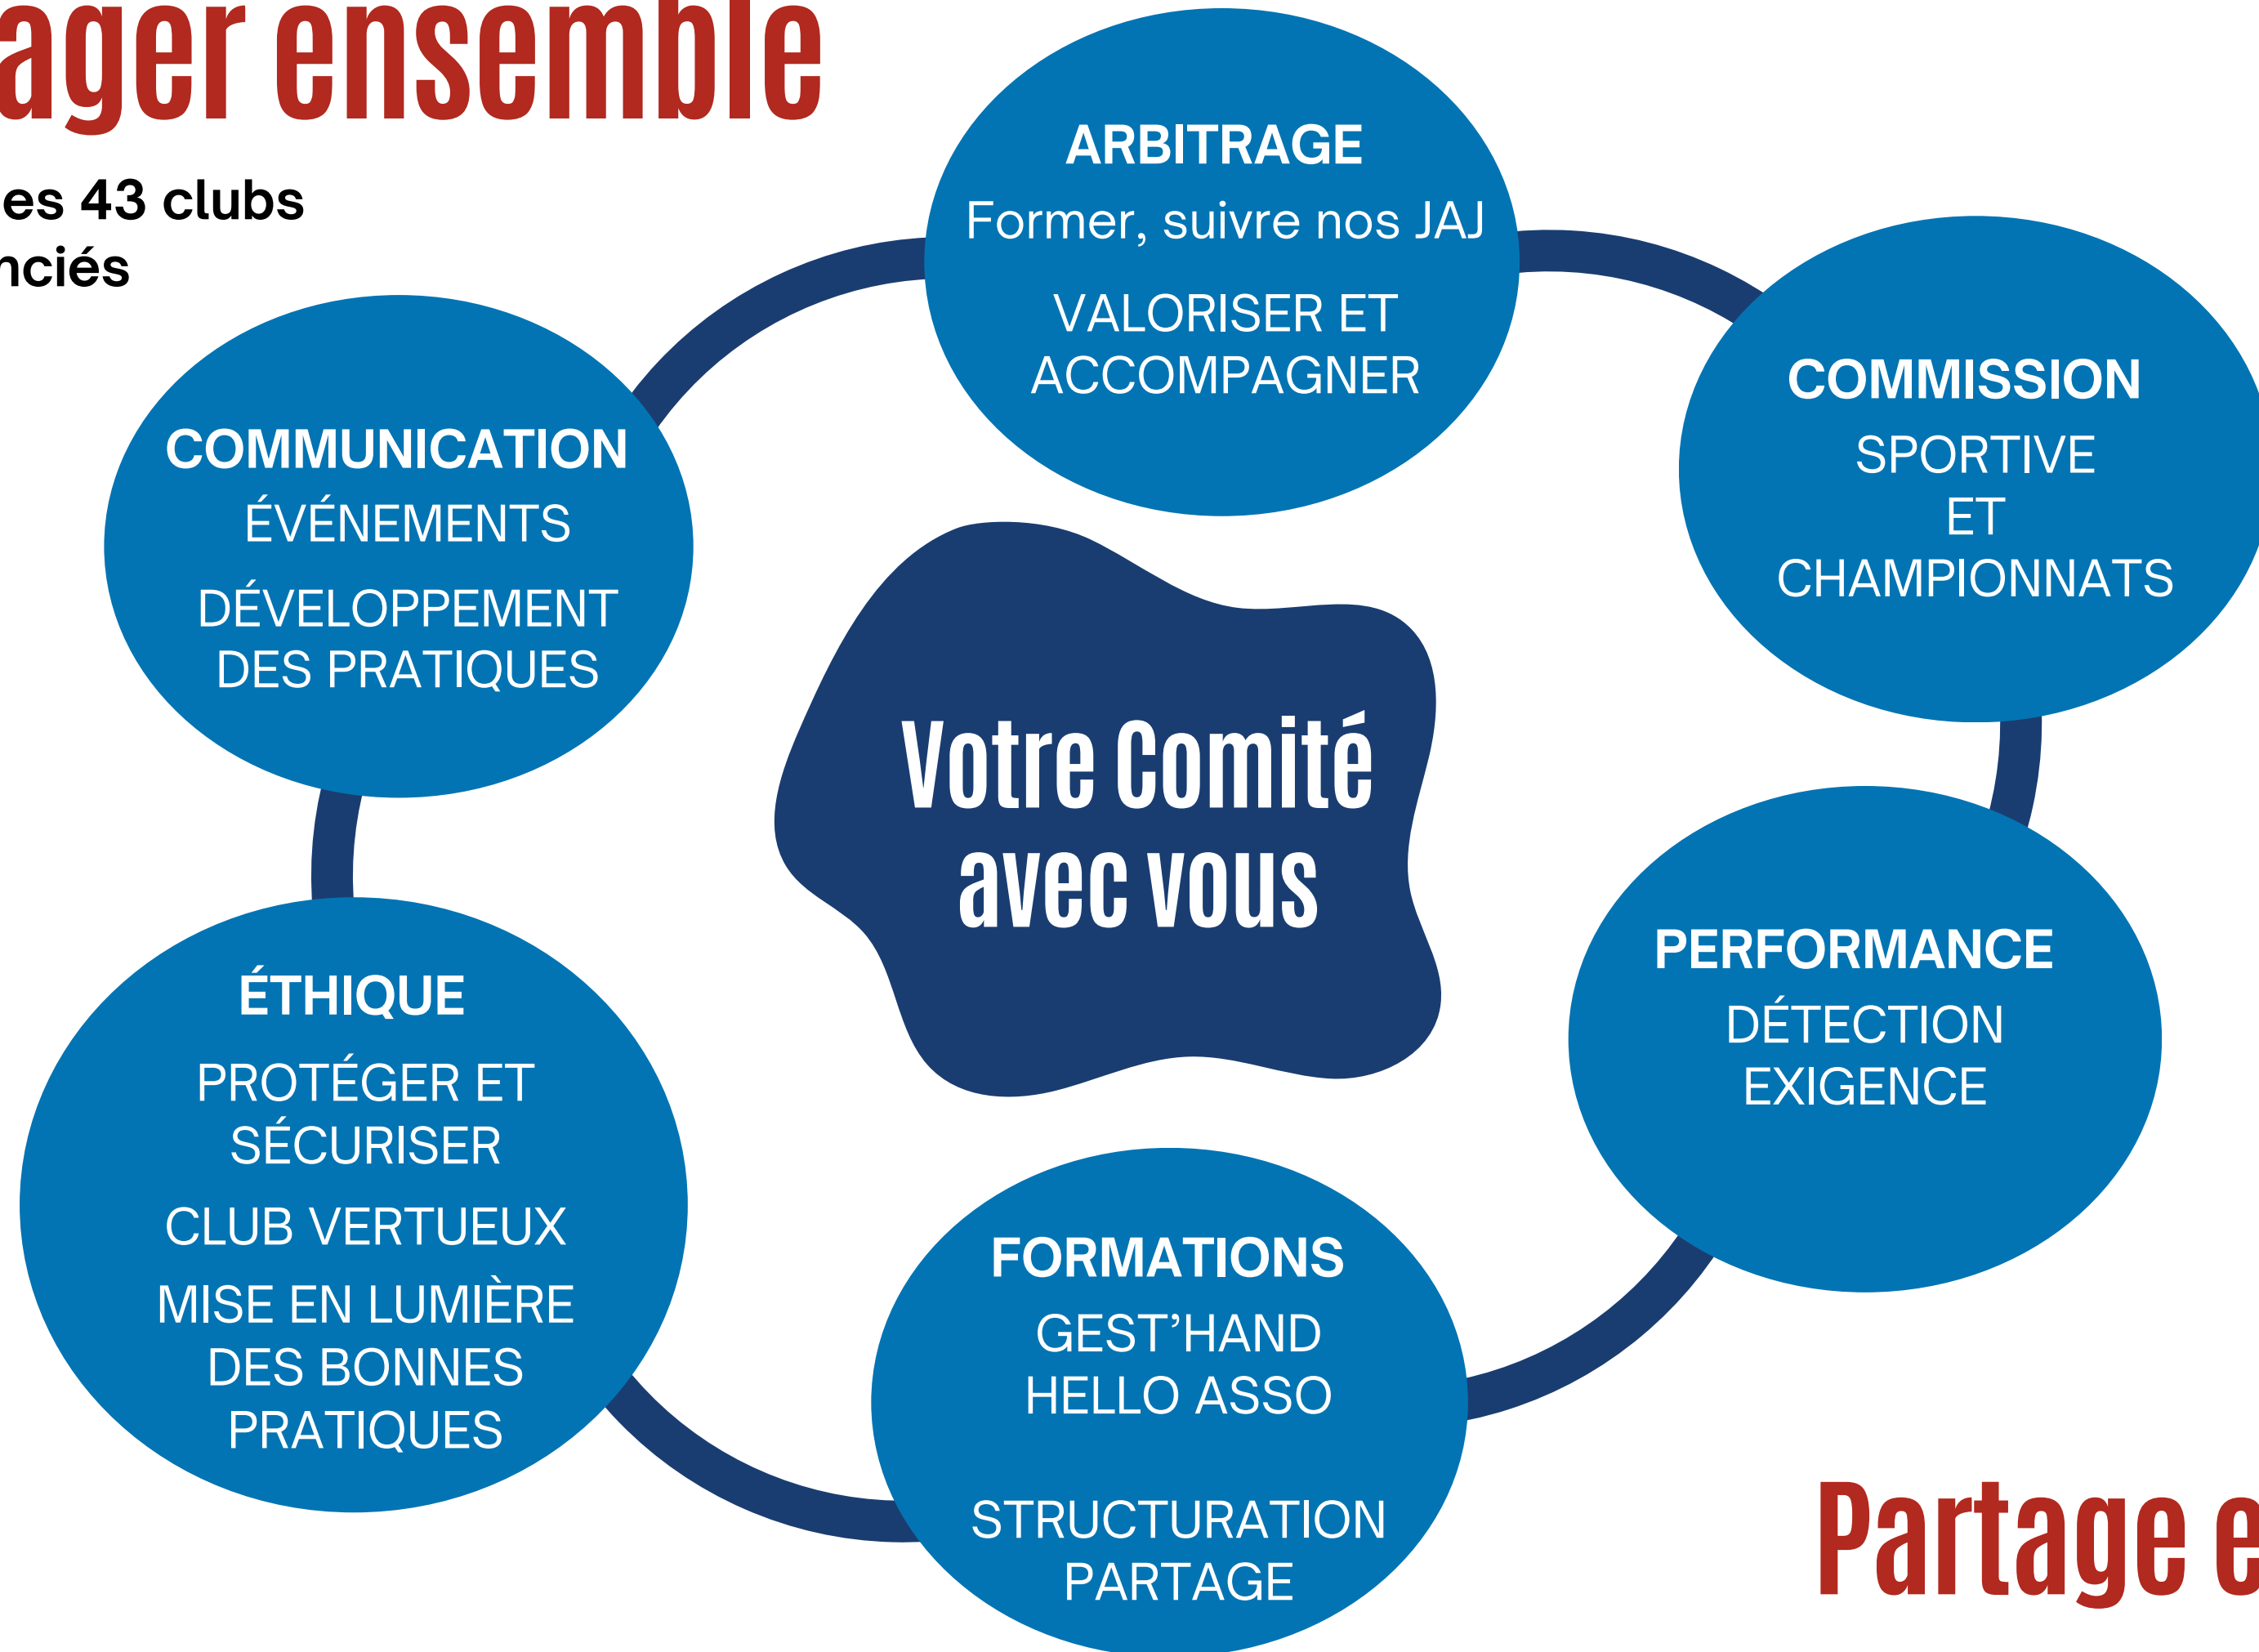 ager ensemble
es 43 clubs
nciés
ARBITRAGE
Former, suivre nos JAJ
VALORISER ET
ACCOMPAGNER
COMMISSION
SPORTIVE
ET
CHAMPIONNATS
COMMUNICATION
ÉVÉNEMENTS
DÉVELOPPEMENT
DES PRATIQUES
Votre Comité
avec vous
PERFORMANCE
DÉTECTION
EXIGENCE
ÉTHIQUE
PROTÉGER ET
SÉCURISER
CLUB VERTUEUX
MISE EN LUMIÈRE
DES BONNES
PRATIQUES
FORMATIONS
GEST'HAND
HELLO ASSO
STRUCTURATION
PARTAGE
Partage e